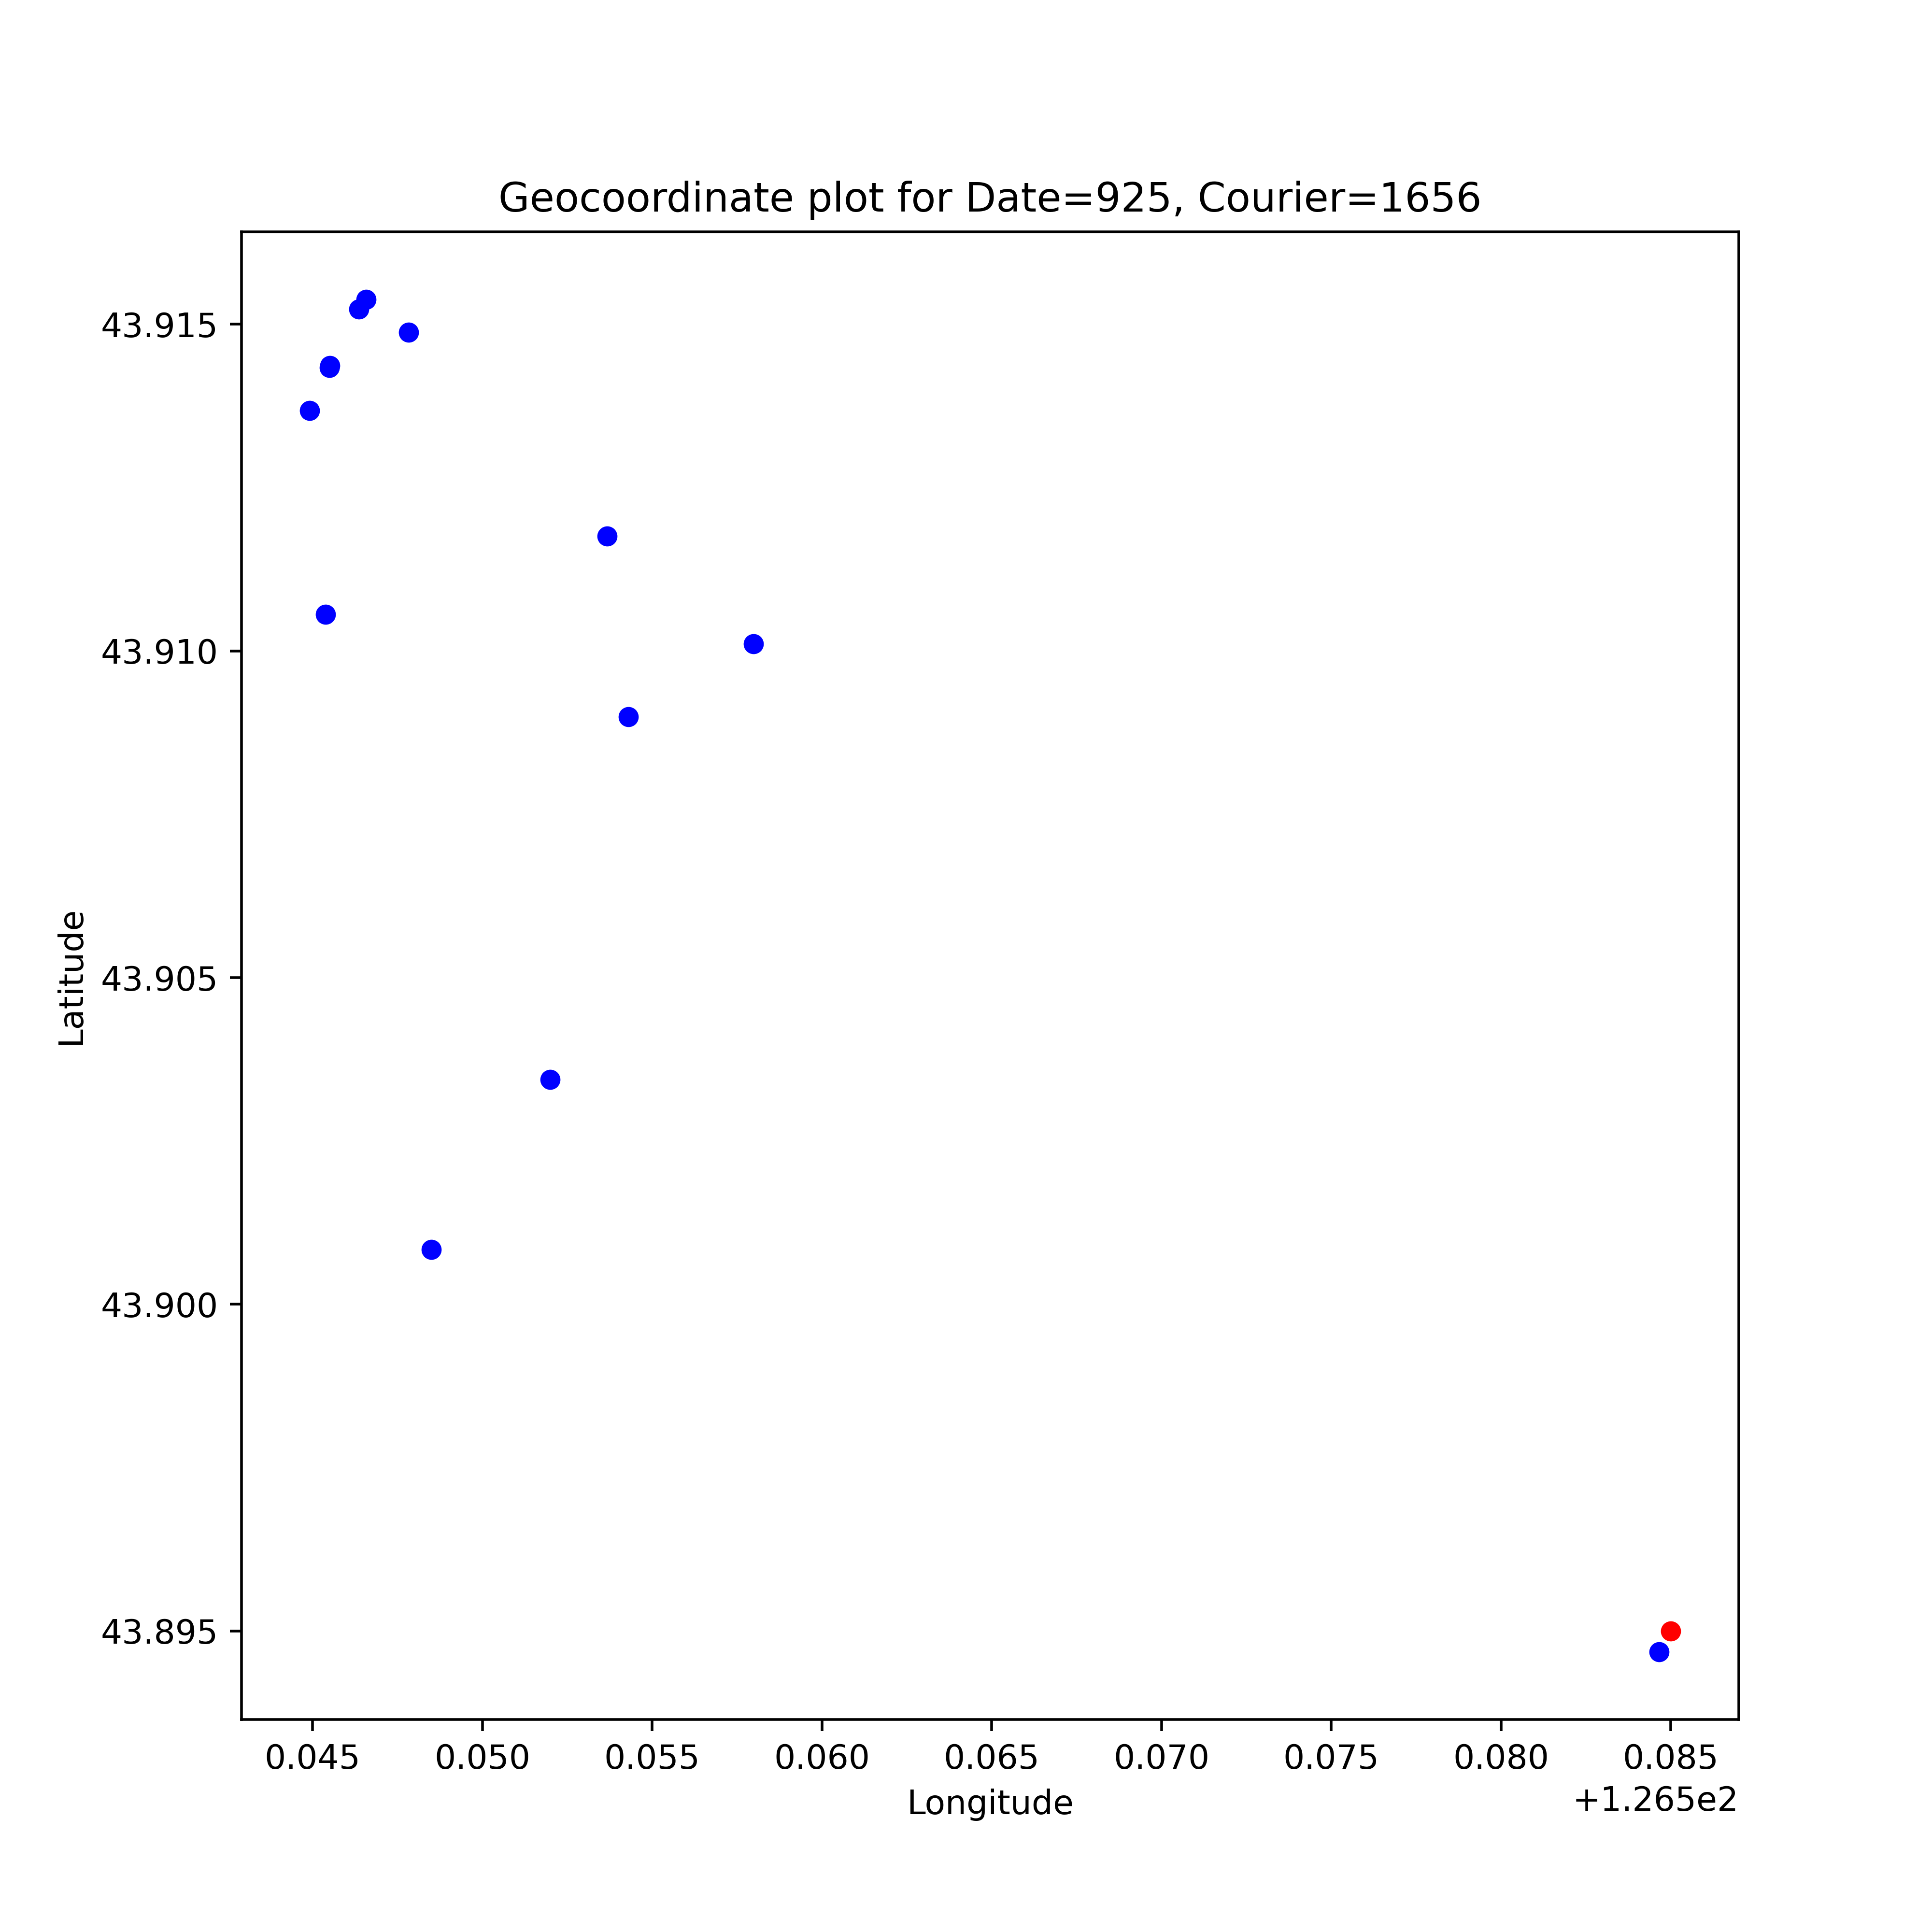 Geocoordinate plot for Date=925, Courier=1656
43.915
43.910
43.905
43.900
43.895
Latitude
0.045 0.050 0.055 0.060 0.065 0.070 0.075 0.080 0.085
+1.265e2
Longitude